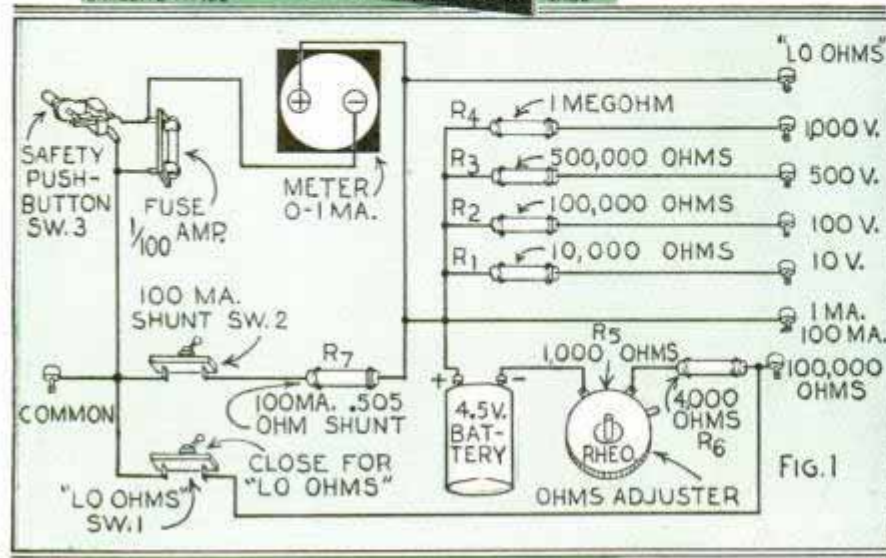 "LO OHMS"
R4
1 MEGOHM
1,000 V.
R3
500,000 OHMS
500 V.
R2
100,000 OHMS
100 V.
R1
10,000 OHMS
10 V.
SAFETY
PUSH-
BUTTON
SW.3
FUSE
1/100 AMP.
+
−
METER
0-1 MA.
100 MA.
SHUNT SW.2
R7
100MA. .505
OHM SHUNT
COMMON
"LO OHMS"
SW.1
CLOSE FOR
"LO OHMS"
1 MA.
100 MA.
100,000
OHMS
R5
1,000 OHMS
+
-
4.5V.
BAT-
TERY
RHEO.
4,000
OHMS
R6
OHMS ADJUSTER
FIG.1